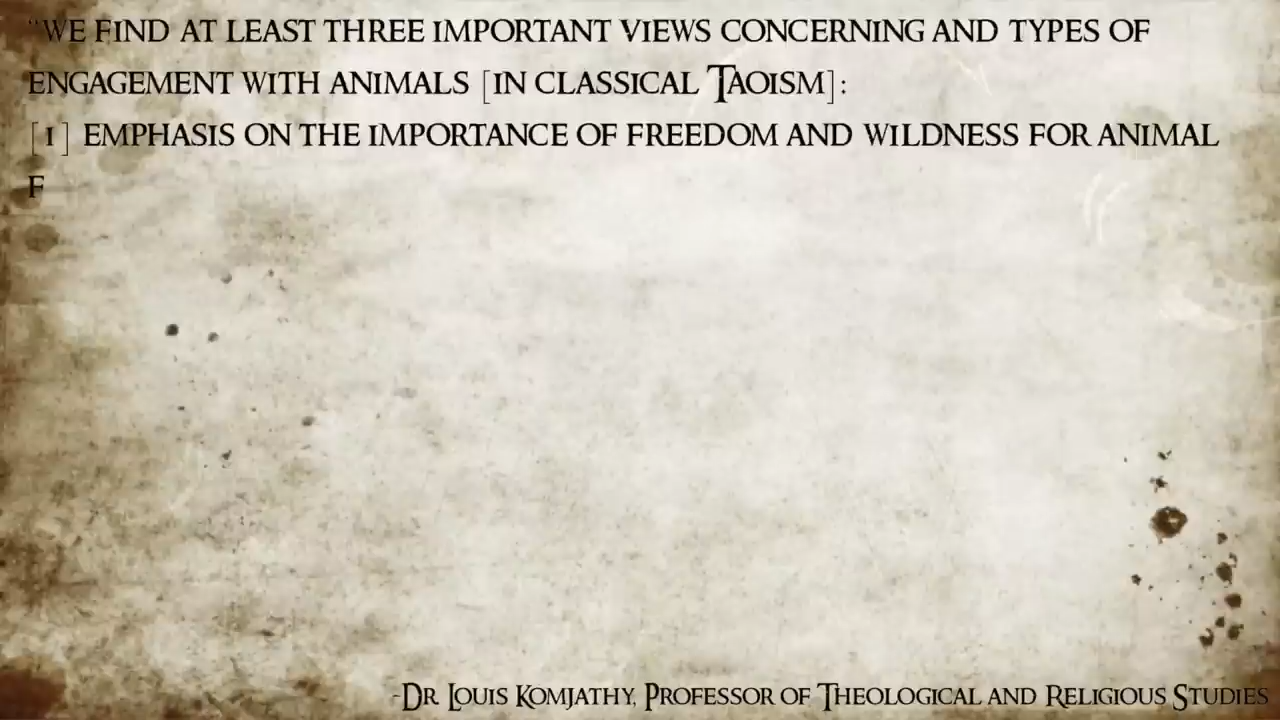 “We find at least three important views concerning and types of
engagement with animals [in classical Taoism]:
[1] emphasis on the importance of freedom and wildness for animal
f
-Dr Louis Komjathy, Professor of Theological and Religious Studies